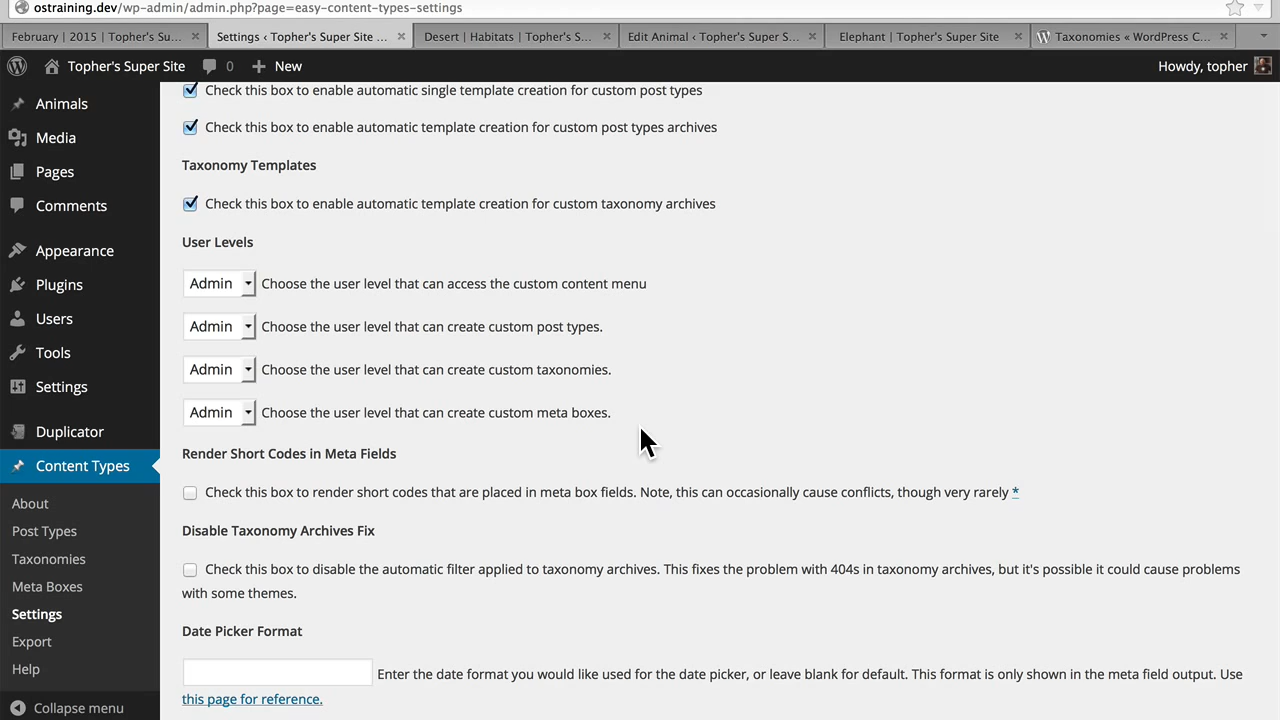 ostraining.dev/wp-admin/admin.php?page=easy-content-types-settings
February | 2015 | Topher's Su... × Settings ‹ Topher's Super Site ... × Desert | Habitats | Topher's S... × Edit Animal ‹ Topher's Super S... × Elephant | Topher's Super Site × Taxonomies « WordPress C... ×
Topher's Super Site 0 + New Howdy, topher
Animals
Media
Pages
Comments
Appearance
Plugins
Users
Tools
Settings
Duplicator
Content Types
About
Post Types
Taxonomies
Meta Boxes
Settings
Export
Help
Collapse menu
Check this box to enable automatic single template creation for custom post types
Check this box to enable automatic template creation for custom post types archives
Taxonomy Templates
Check this box to enable automatic template creation for custom taxonomy archives
User Levels
Admin Choose the user level that can access the custom content menu
Admin Choose the user level that can create custom post types.
Admin Choose the user level that can create custom taxonomies.
Admin Choose the user level that can create custom meta boxes.
Render Short Codes in Meta Fields
Check this box to render short codes that are placed in meta box fields. Note, this can occasionally cause conflicts, though very rarely *
Disable Taxonomy Archives Fix
Check this box to disable the automatic filter applied to taxonomy archives. This fixes the problem with 404s in taxonomy archives, but it's possible it could cause problems
with some themes.
Date Picker Format
Enter the date format you would like used for the date picker, or leave blank for default. This format is only shown in the meta field output. Use
this page for reference.